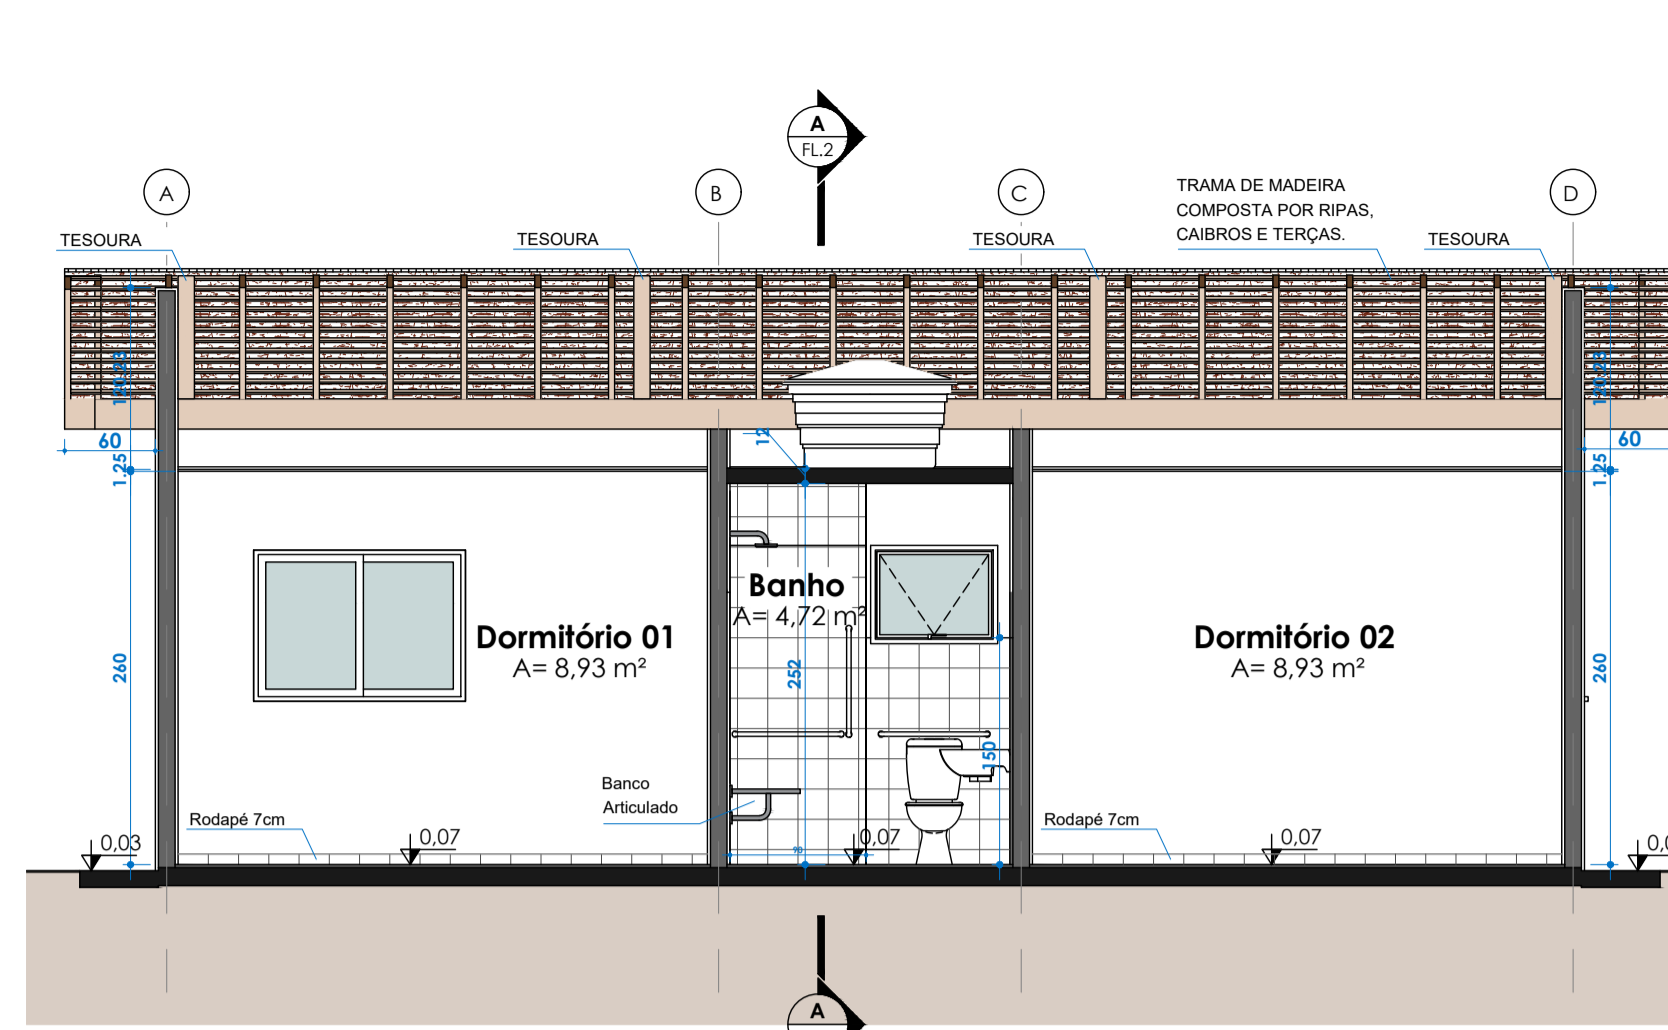 A
FL.2
A
B
C
D
TRAMA DE MADEIRA
COMPOSTA POR RIPAS,
CAIBROS E TERÇAS.
TESOURA
TESOURA
TESOURA
TESOURA
60
60
12
1.25
1.25
Banho
A= 4,72 m²
Dormitório 01
A= 8,93 m²
Dormitório 02
A= 8,93 m²
260
252
260
150
Banco
Articulado
Rodapé 7cm
Rodapé 7cm
0,03
0,07
0,07
0,07
90
A